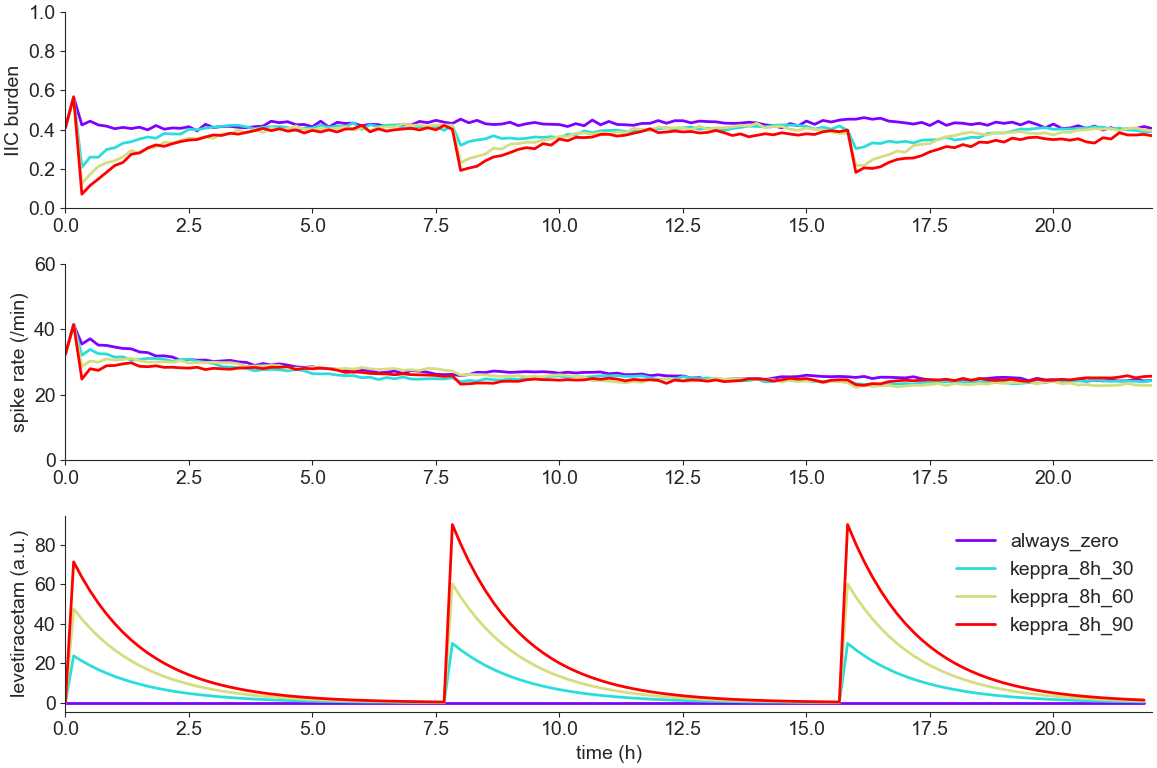 IIC burden
1.0
0.8
0.6
0.4
0.2
0.0
0.0 2.5 5.0 7.5 10.0 12.5 15.0 17.5 20.0
spike rate (/min)
60
40
20
0
0.0 2.5 5.0 7.5 10.0 12.5 15.0 17.5 20.0
levetiracetam (a.u.)
80
60
40
20
0
always_zero
keppra_8h_30
keppra_8h_60
keppra_8h_90
0.0 2.5 5.0 7.5 10.0 12.5 15.0 17.5 20.0
time (h)